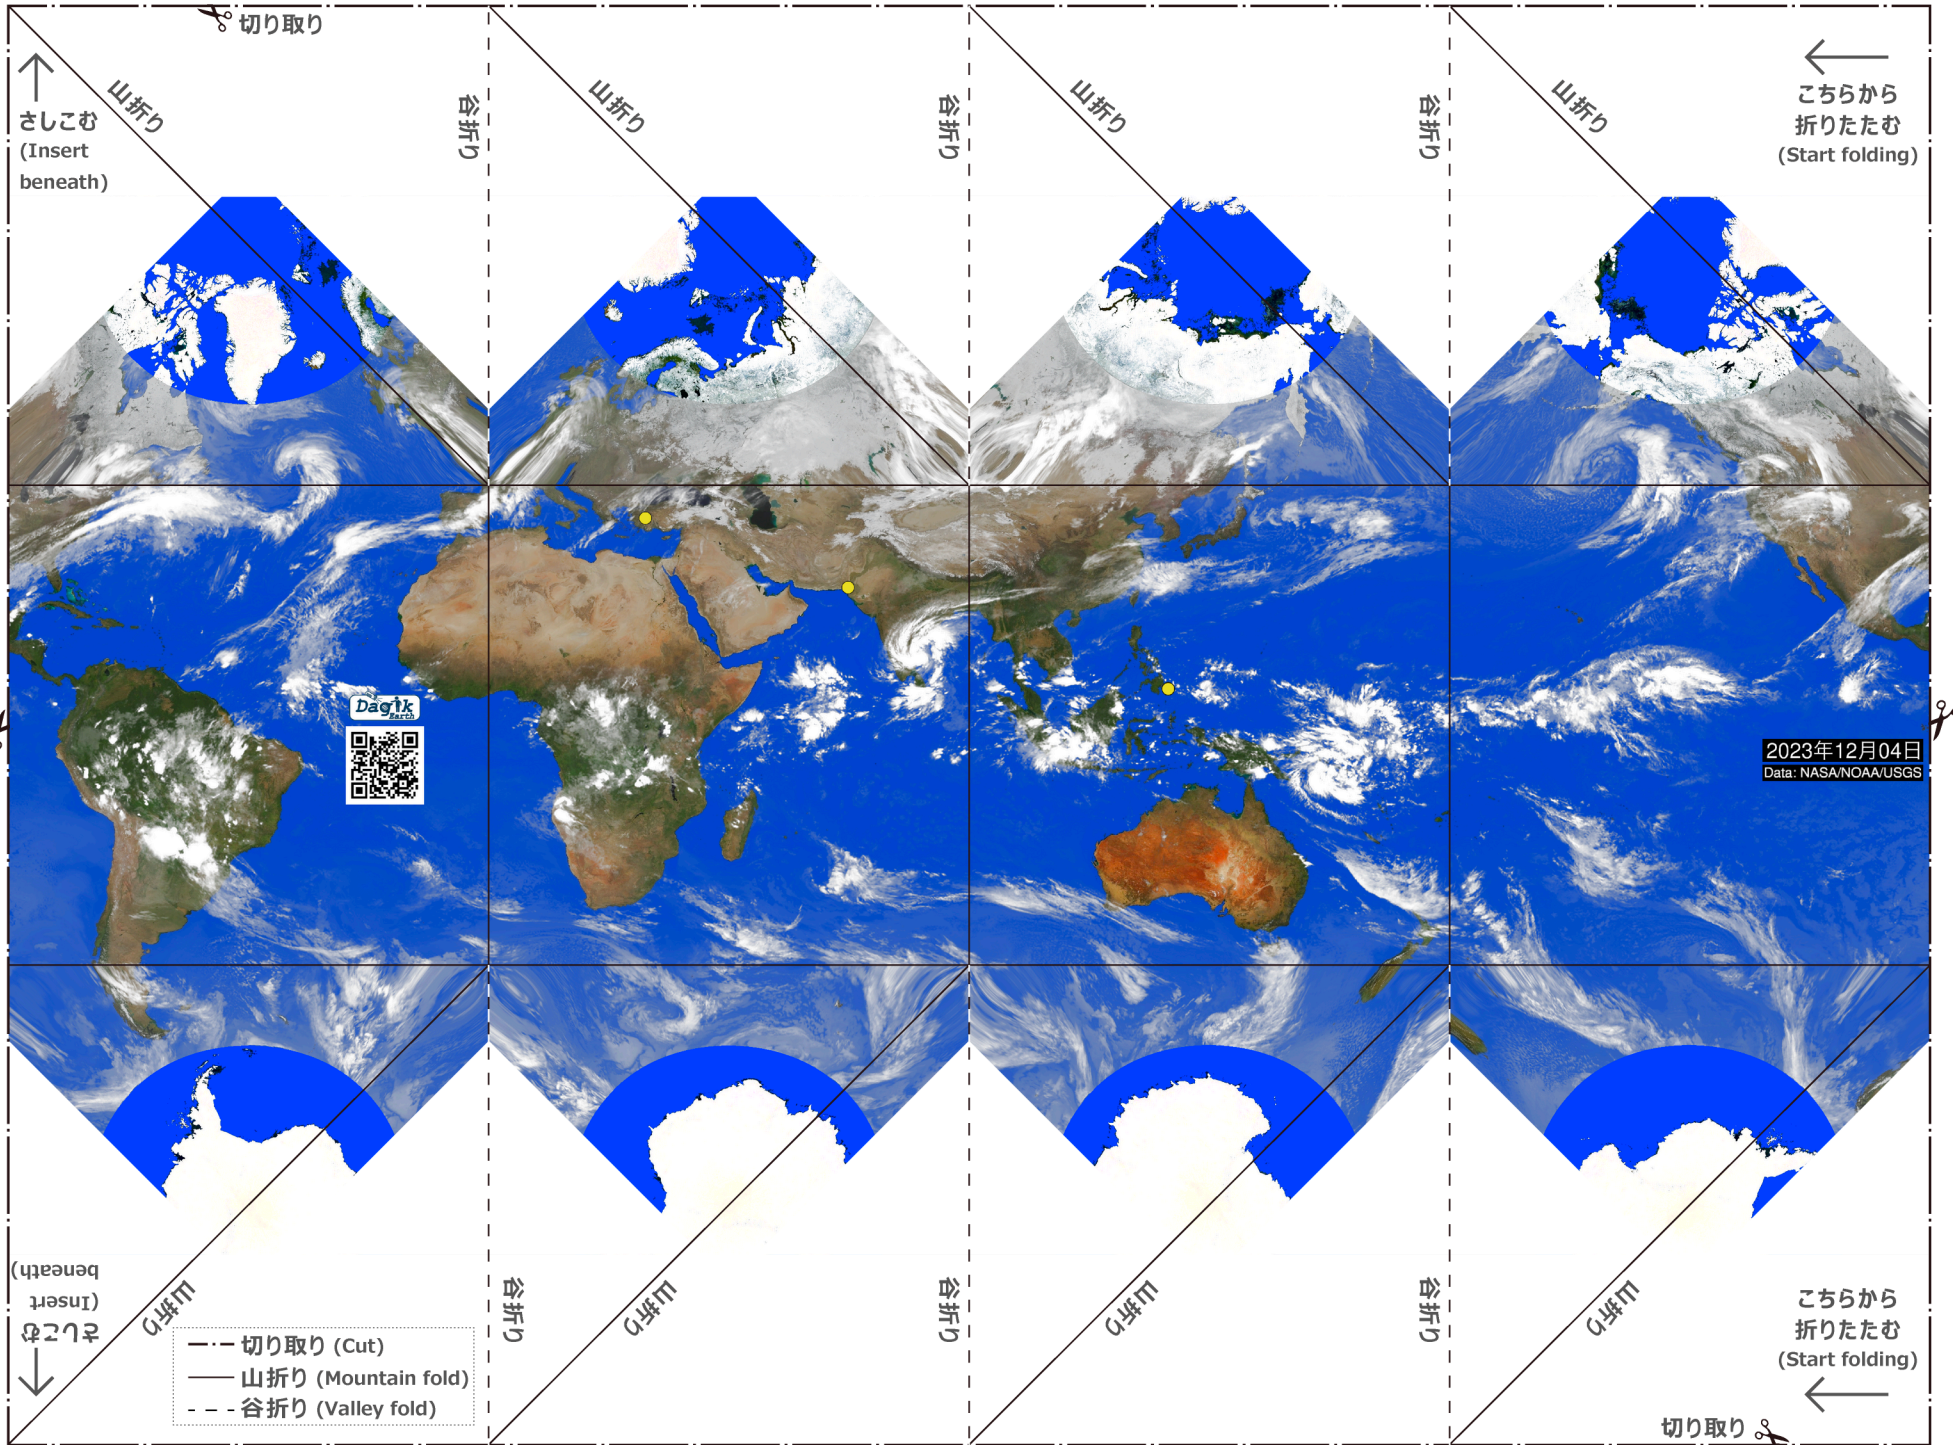 切り取り
山折り
谷折り
山折り
谷折り
山折り
谷折り
山折り
さしこむ
(Insert
beneath)
こちらから
折りたたむ
(Start folding)
Dagik
Earth
2023年12月04日
Data: NASA/NOAA/USGS
さしこむ
(Insert
beneath)
山折り
谷折り
山折り
谷折り
山折り
谷折り
山折り
こちらから
折りたたむ
(Start folding)
切り取り (Cut)
山折り (Mountain fold)
谷折り (Valley fold)
切り取り